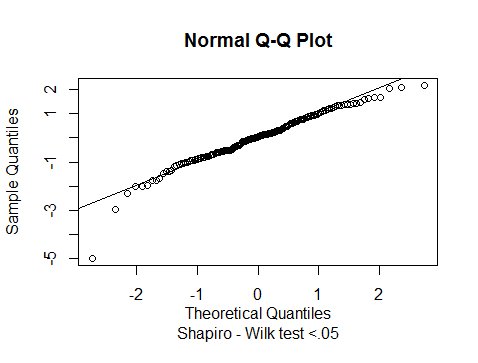 Normal Q-Q Plot
Sample Quantiles
2
1
-1
-3
-5
-2
-1
0
1
2
Theoretical Quantiles
Shapiro - Wilk test <.05